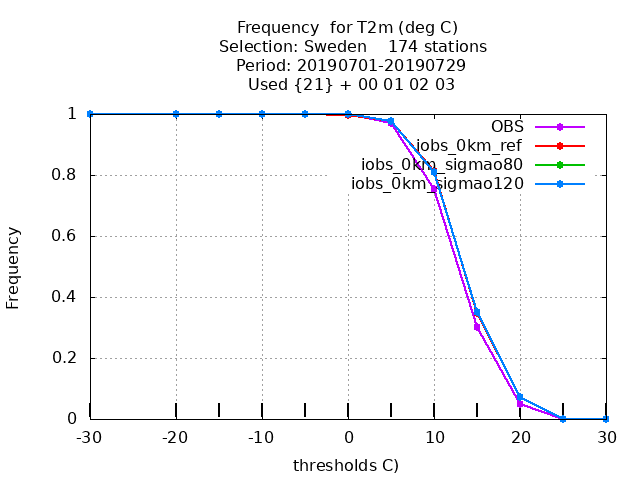 Frequency  for T2m (deg C)
Selection: Sweden    174 stations
Period: 20190701-20190729
Used {21} + 00 01 02 03
OBS
iobs_0km_ref
iobs_0km_sigmao80
iobs_0km_sigmao120
1
0.8
0.6
0.4
0.2
0
Frequency
-30 -20 -10 0 10 20 30
thresholds C)